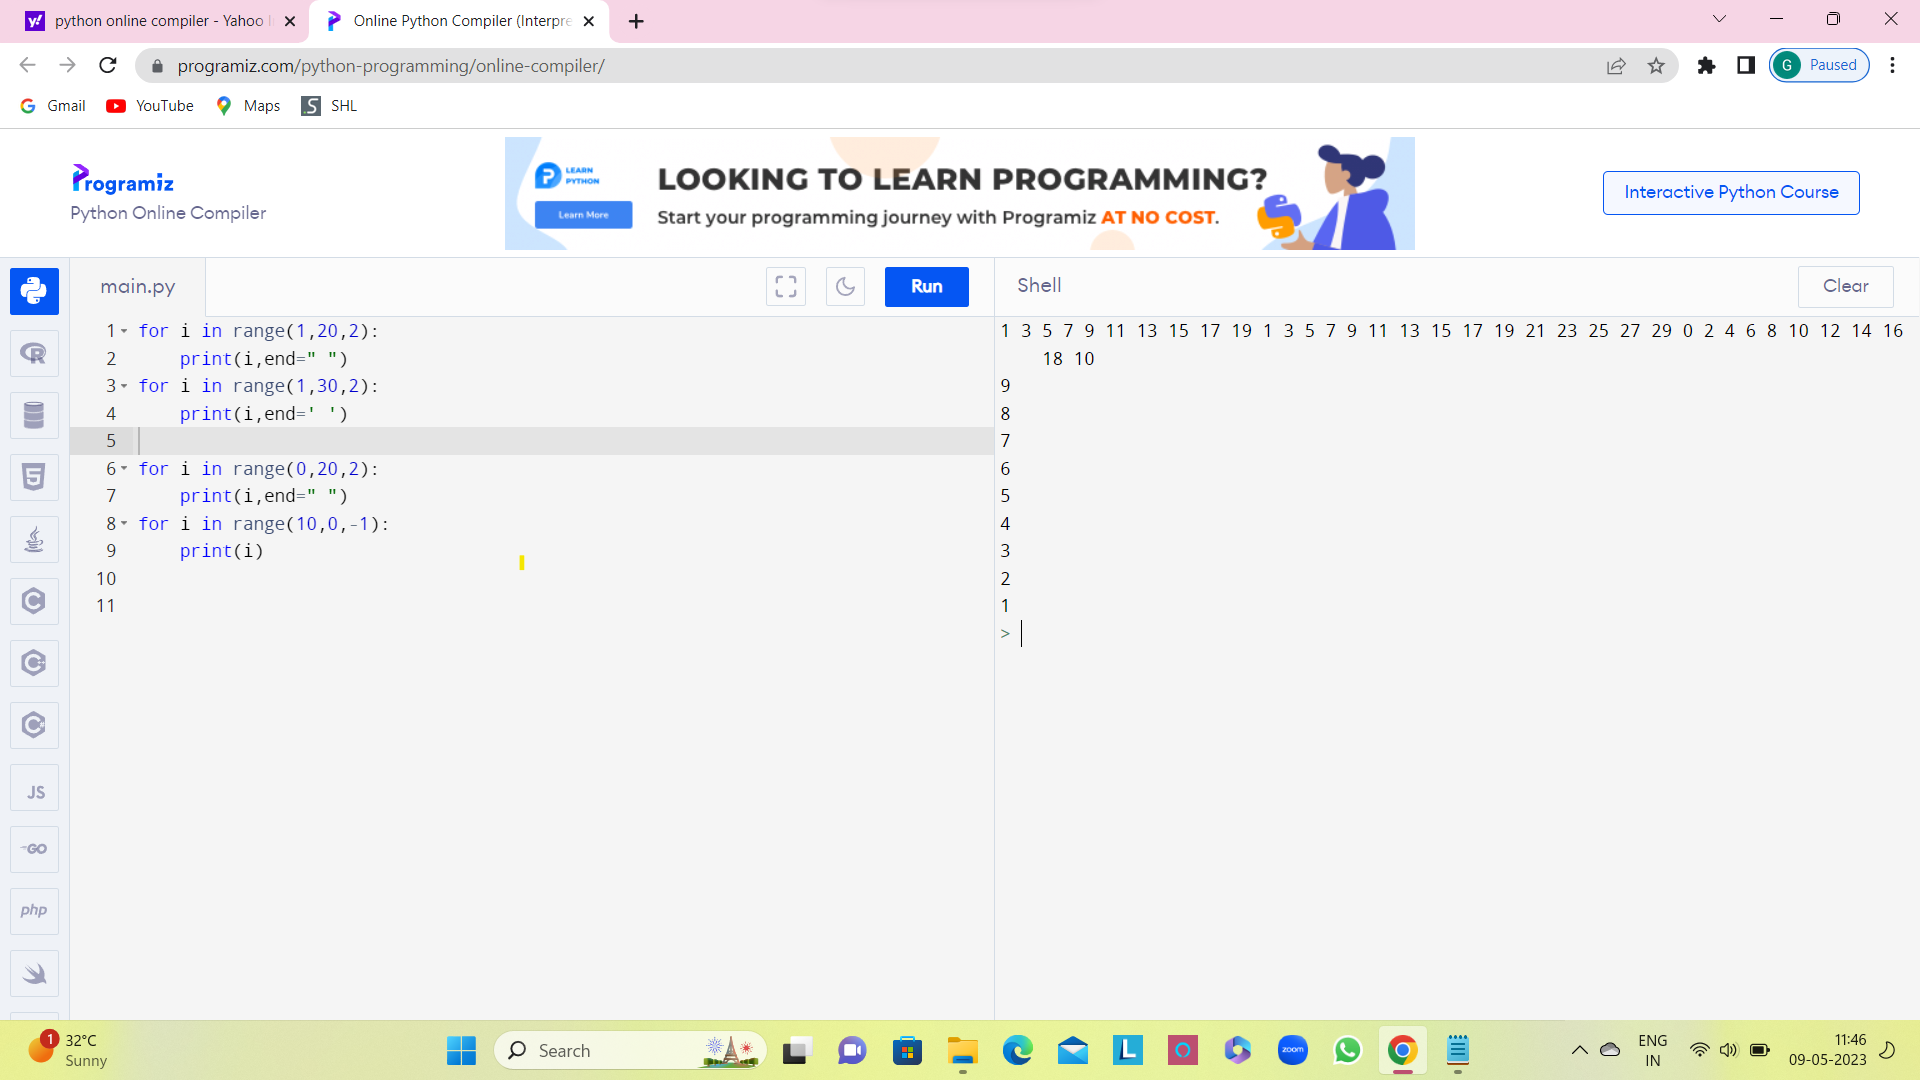 python online compiler - Yahoo
Online Python Compiler (Interpre
programiz.com/python-programming/online-compiler/
G Paused
Gmail YouTube Maps SHL
Programiz
Python Online Compiler
LEARN
PYTHON
Learn More
LOOKING TO LEARN PROGRAMMING?
Start your programming journey with Programiz AT NO COST.
Interactive Python Course
main.py
Run
Shell
Clear
1 for i in range(1,20,2):
2     print(i,end=" ")
3 for i in range(1,30,2):
4     print(i,end=' ')
5
6 for i in range(0,20,2):
7     print(i,end=" ")
8 for i in range(10,0,-1):
9     print(i)
10
11
1 3 5 7 9 11 13 15 17 19 1 3 5 7 9 11 13 15 17 19 21 23 25 27 29 0 2 4 6 8 10 12 14 16
18 10
9
8
7
6
5
4
3
2
1
>
R
5
C
C
C
JS
GO
php
1
32°C
Sunny
Search
L
zoom
ENG
IN
11:46
09-05-2023